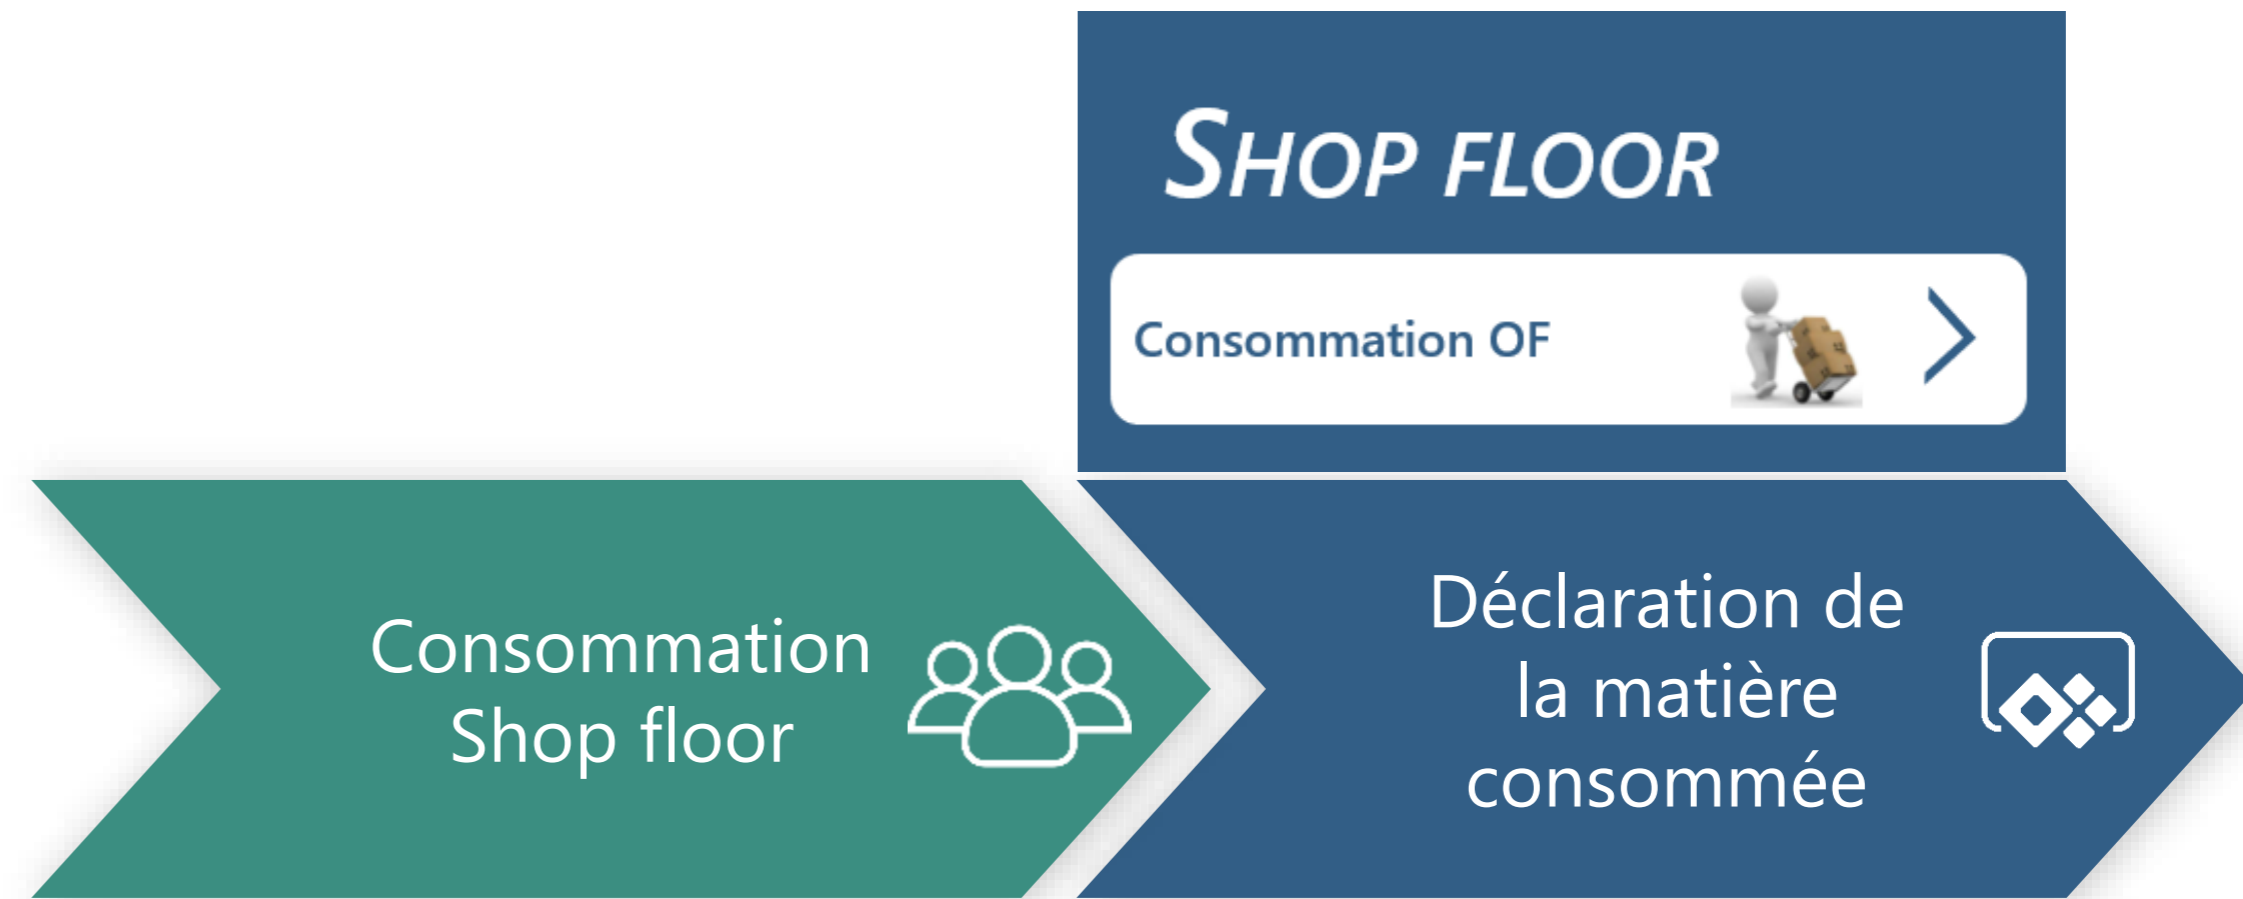 SHOP FLOOR
Consommation OF
Consommation
Shop floor
Déclaration de
la matière
consommée